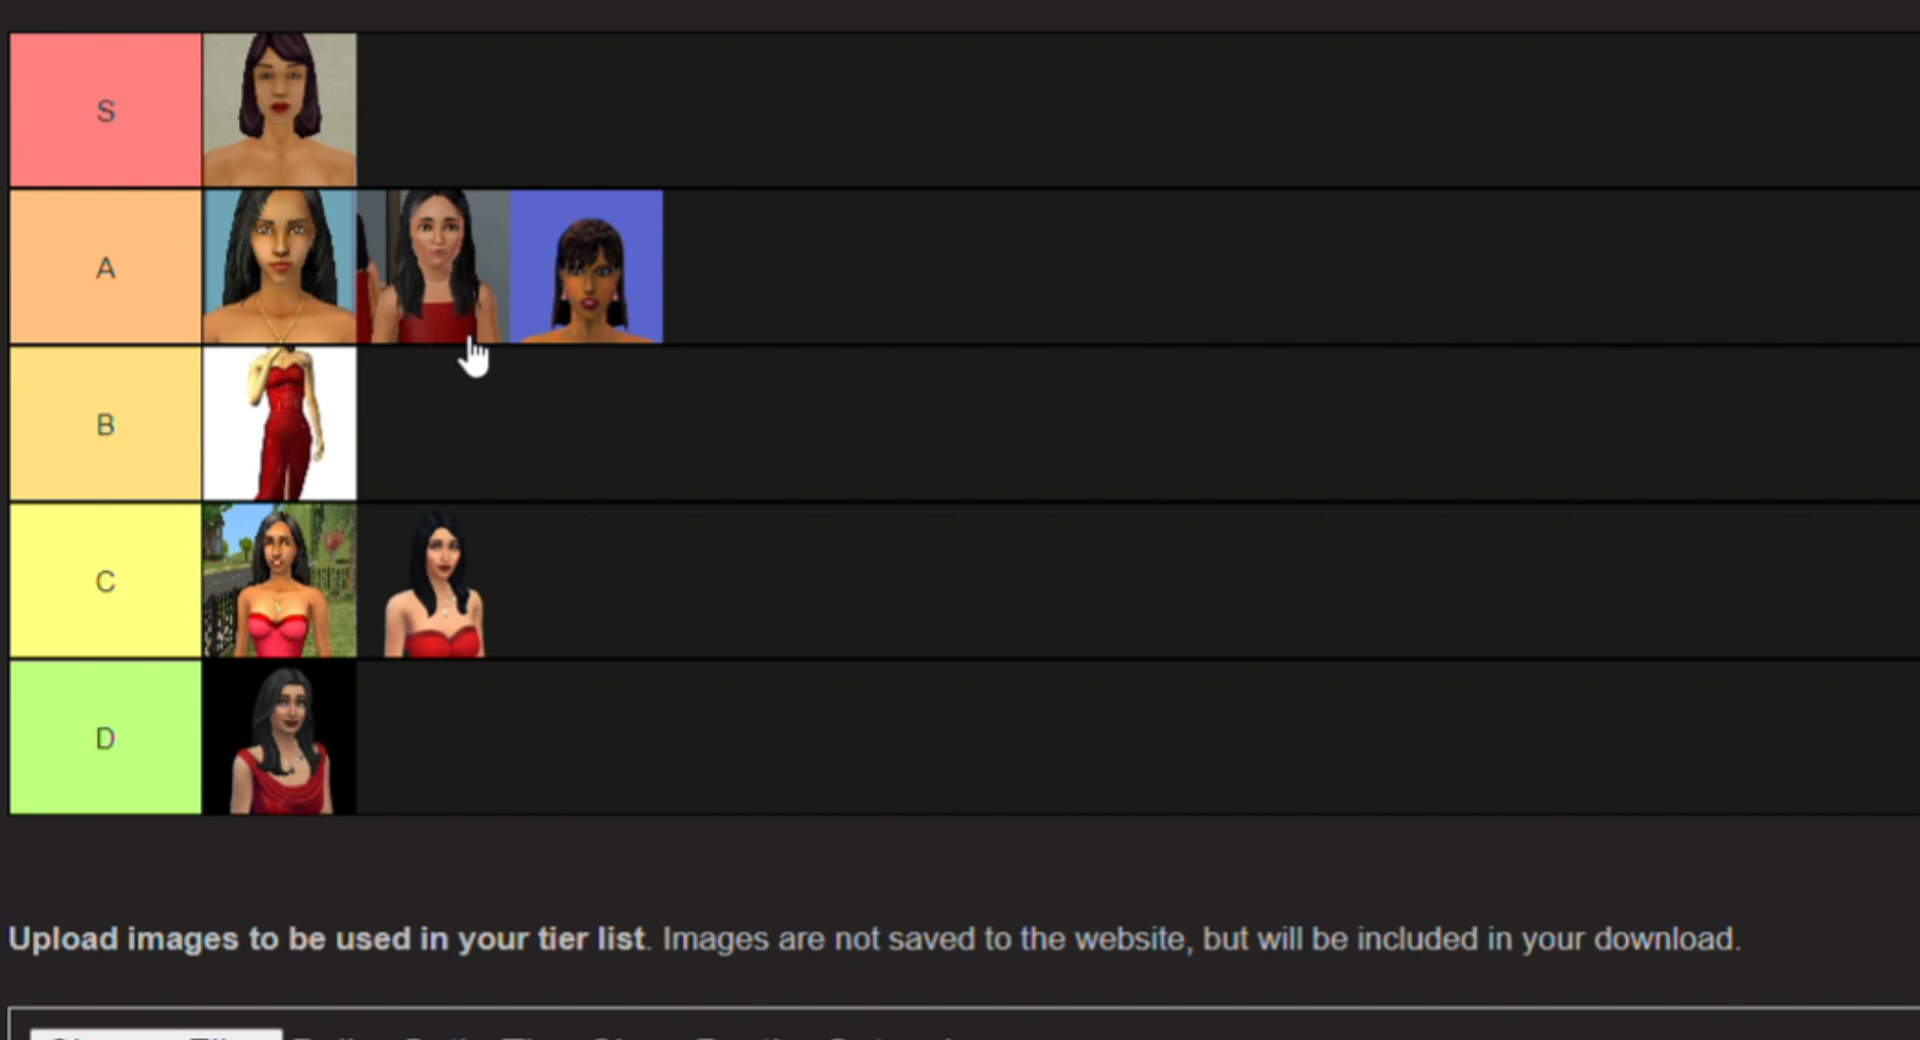 S
A
B
C
D
Upload images to be used in your tier list. Images are not saved to the website, but will be included in your download.